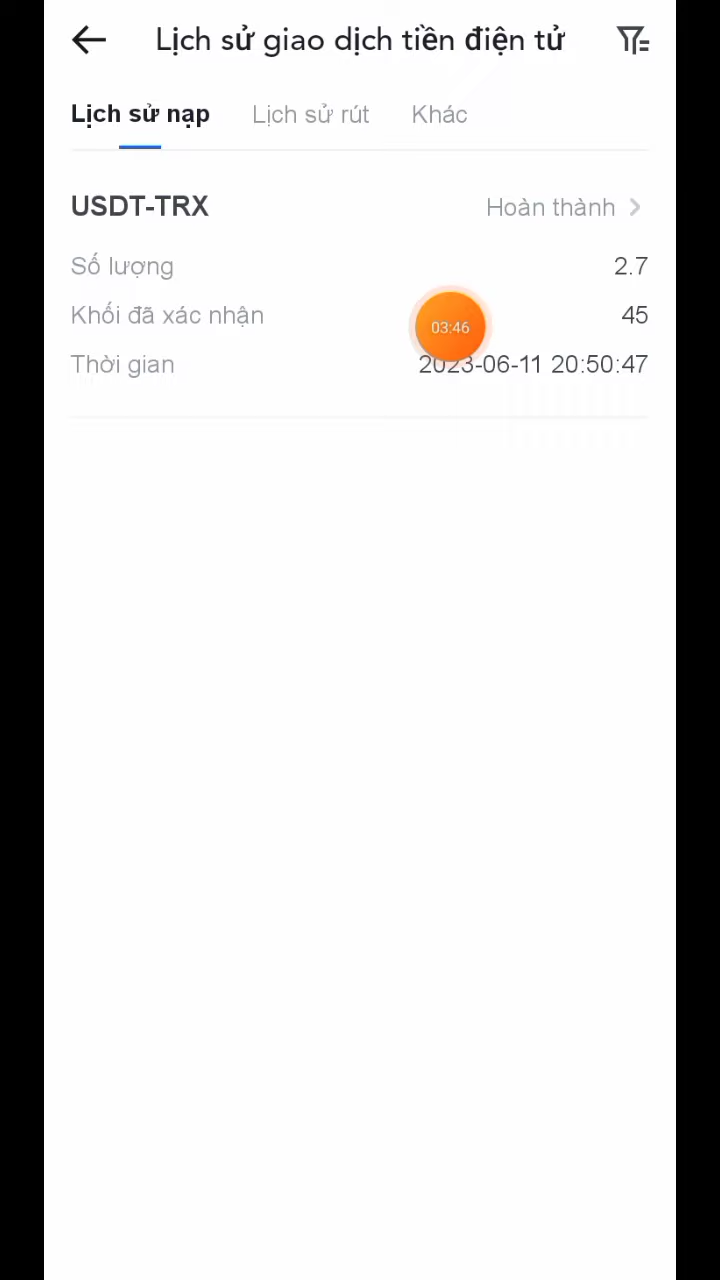 Lịch sử giao dịch tiền điện tử
Lịch sử nạp Lịch sử rút Khác
USDT-TRX Hoàn thành
Số lượng 2.7
Khối đã xác nhận 45
03:46
Thời gian 2023-06-11 20:50:47